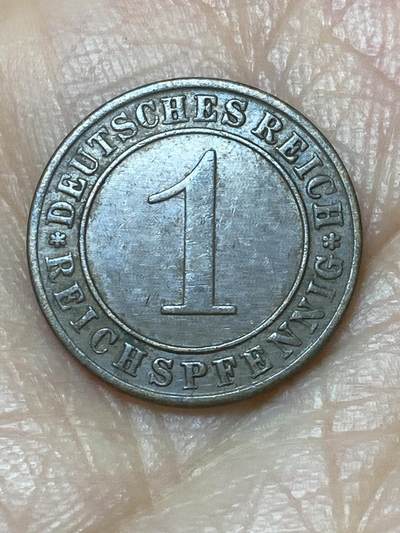 DEUTSCHES REICH
1
* REICHSPFENNIG *